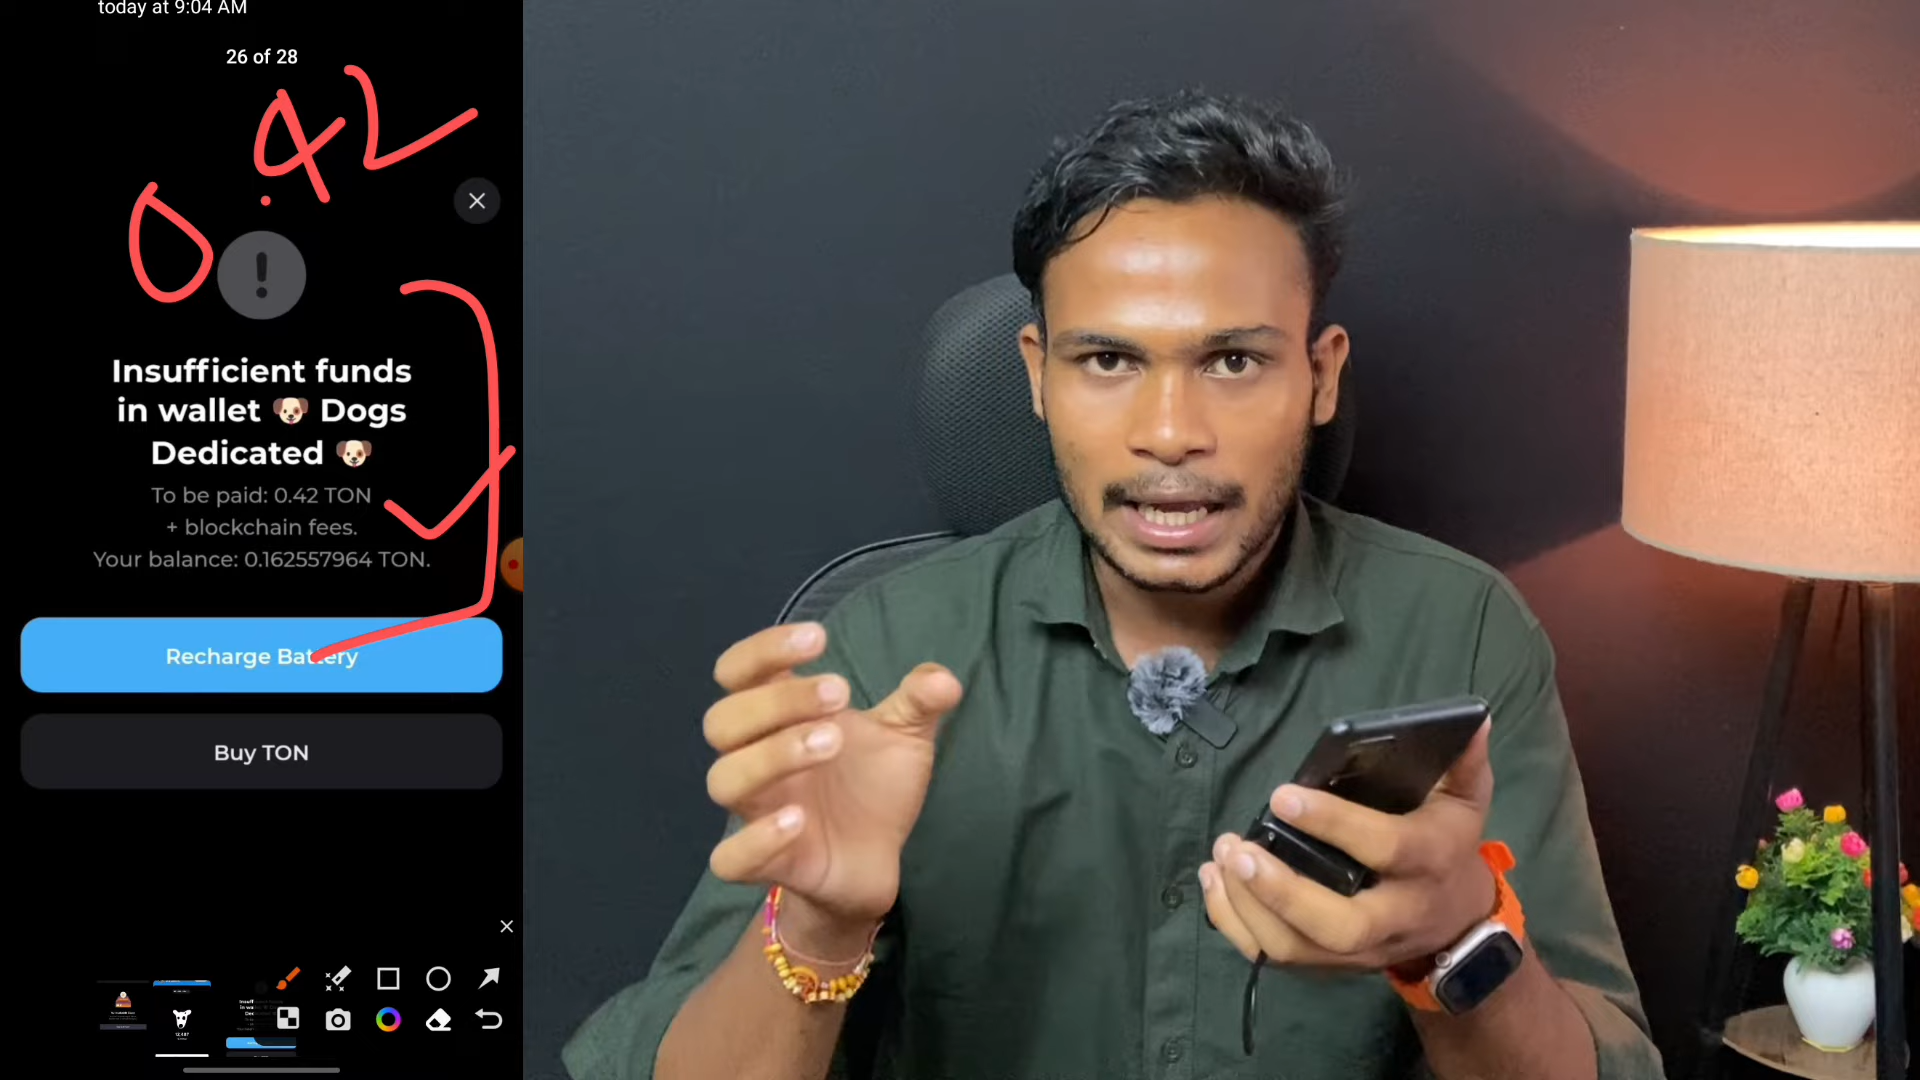 today at 9:04 AM
26 of 28
0.42
Insufficient funds
in wallet 🐶 Dogs
Dedicated 🐶
To be paid: 0.42 TON
+ blockchain fees.
Your balance: 0.162557964 TON.
Recharge Battery
Buy TON